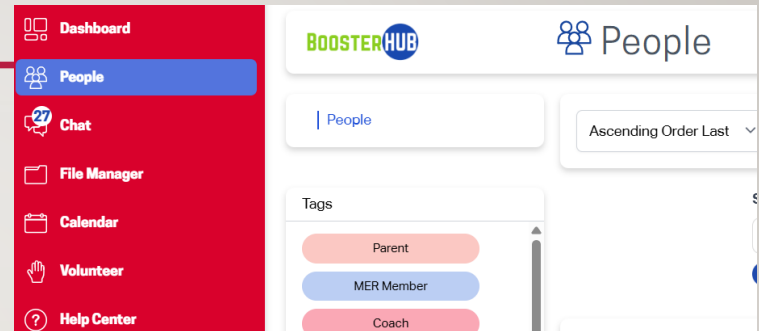 Dashboard
People
27
Chat
File Manager
Calendar
Volunteer
Help Center
BOOSTERHUB
People
People
Ascending Order Last
Tags
Parent
MER Member
Coach